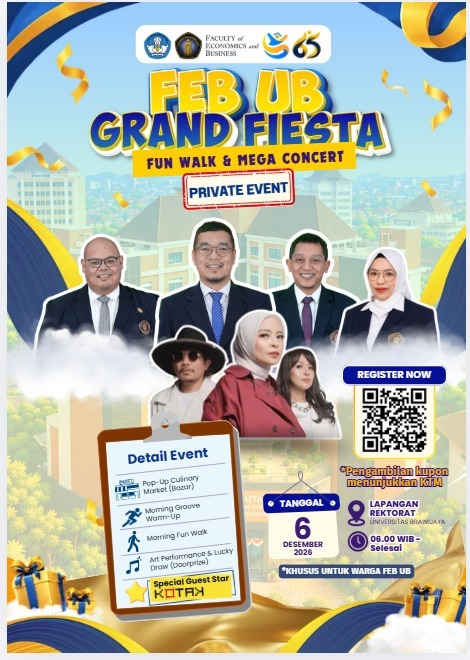 FACULTY of
ECONOMICS and
BUSINESS
65
FEB UB
GRAND FIESTA
FUN WALK & MEGA CONCERT
PRIVATE EVENT
REGISTER NOW
*Pengambilan kupon
menunjukkan KTM
Detail Event
Pop-Up Culinary
Market (Bazar)
Morning Groove
Warm-Up
Morning Fun Walk
Art Performance & Lucky
Draw (Doorprize)
Special Guest Star
KOTAK
TANGGAL
6
DESEMBER
2026
LAPANGAN
REKTORAT
UNIVERSITAS BRAWIJAYA
06.00 WIB -
Selesai
*KHUSUS UNTUK WARGA FEB UB